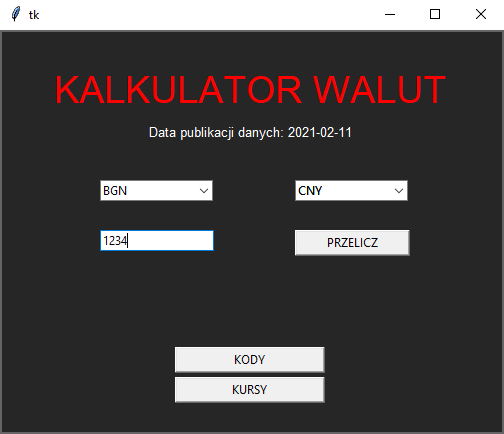 tk
KALKULATOR WALUT
Data publikacji danych: 2021-02-11
BGN CNY
1234 PRZELICZ
KODY
KURSY